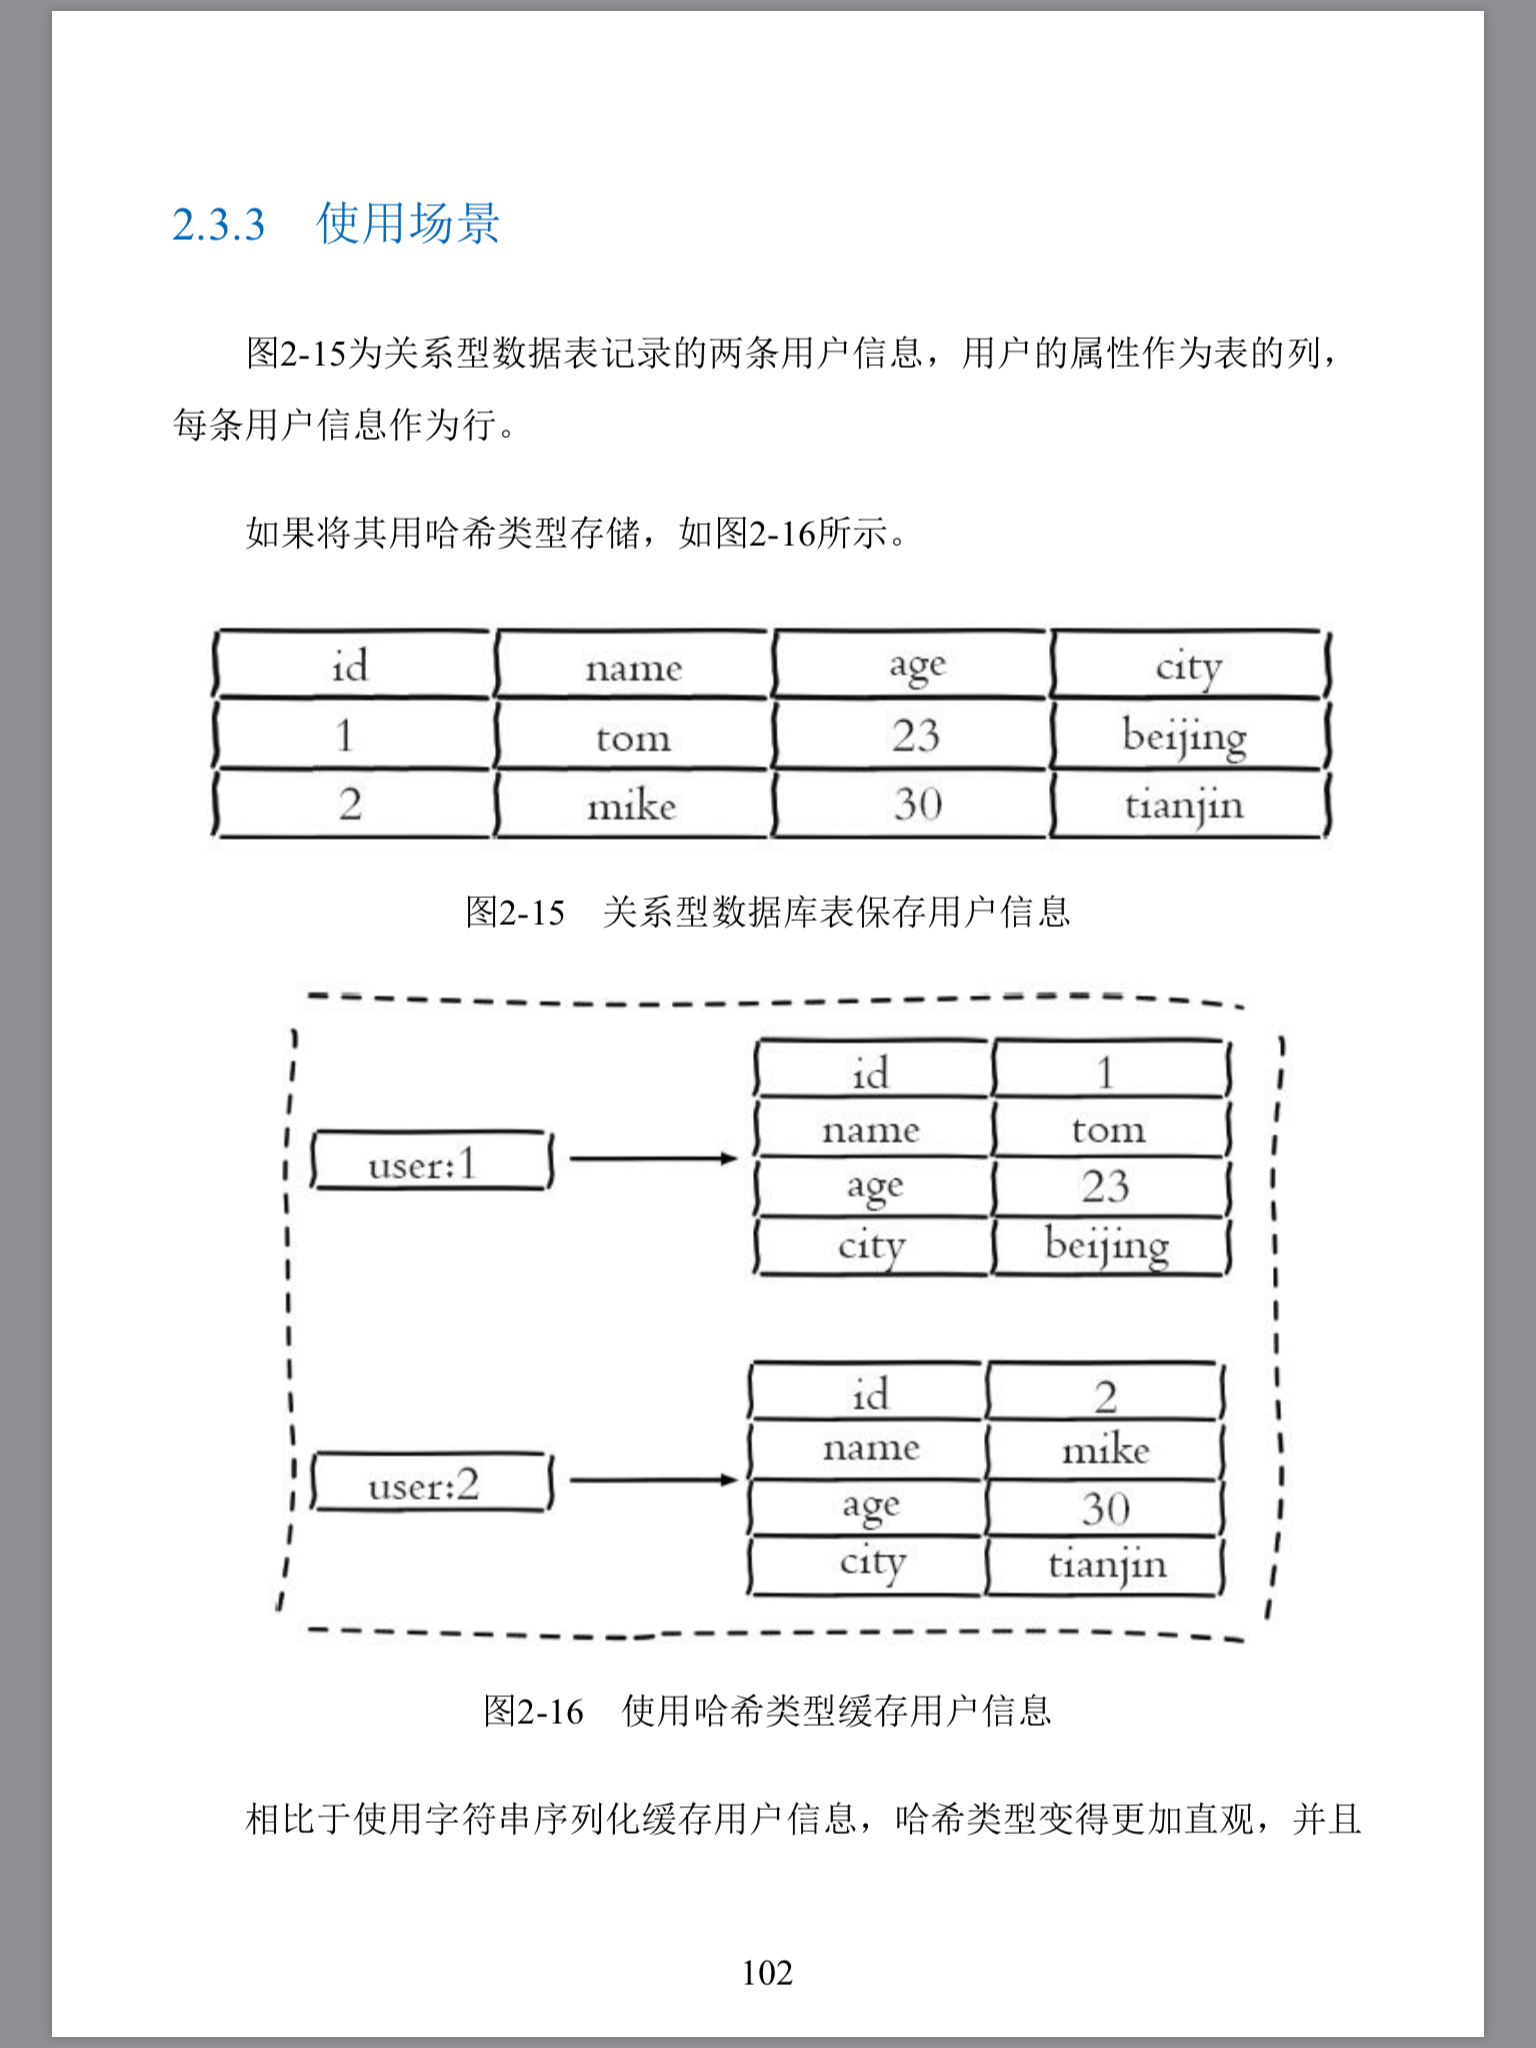 2.3.3 使用场景
图2-15为关系型数据表记录的两条用户信息，用户的属性作为表的列，
每条用户信息作为行。
如果将其用哈希类型存储，如图2-16所示。
id name age city
1 tom 23 beijing
2 mike 30 tianjin
图2-15 关系型数据库表保存用户信息
user:1
id 1
name tom
age 23
city beijing
user:2
id 2
name mike
age 30
city tianjin
图2-16 使用哈希类型缓存用户信息
相比于使用字符串序列化缓存用户信息，哈希类型变得更加直观，并且
102